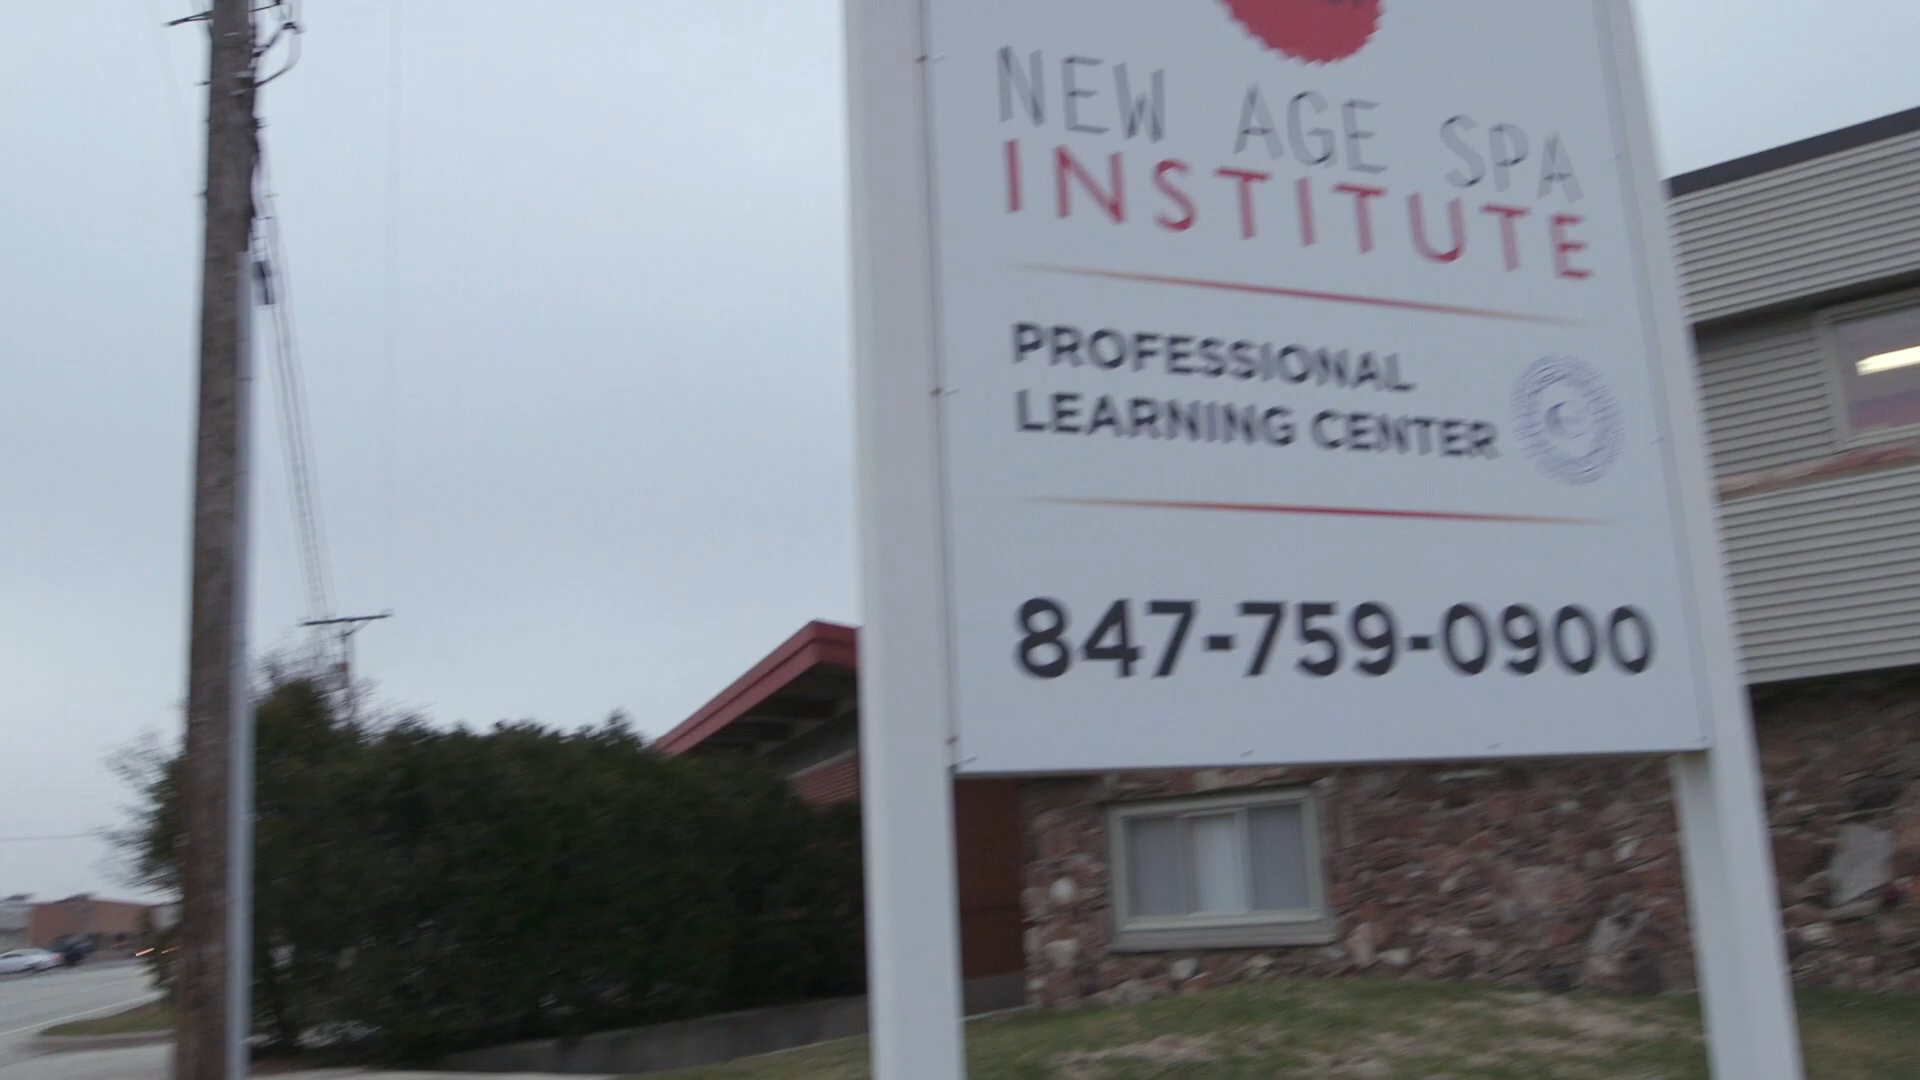 NEW AGE SPA
INSTITUTE
PROFESSIONAL
LEARNING CENTER
847-759-0900